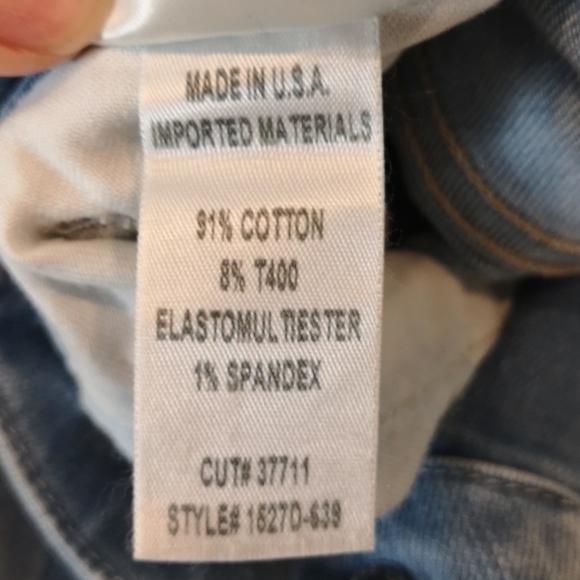 MADE IN U.S.A.
IMPORTED MATERIALS
91% COTTON
8% T400
ELASTOMULTIESTER
1% SPANDEX
CUT# 37711
STYLE# 1527D-639